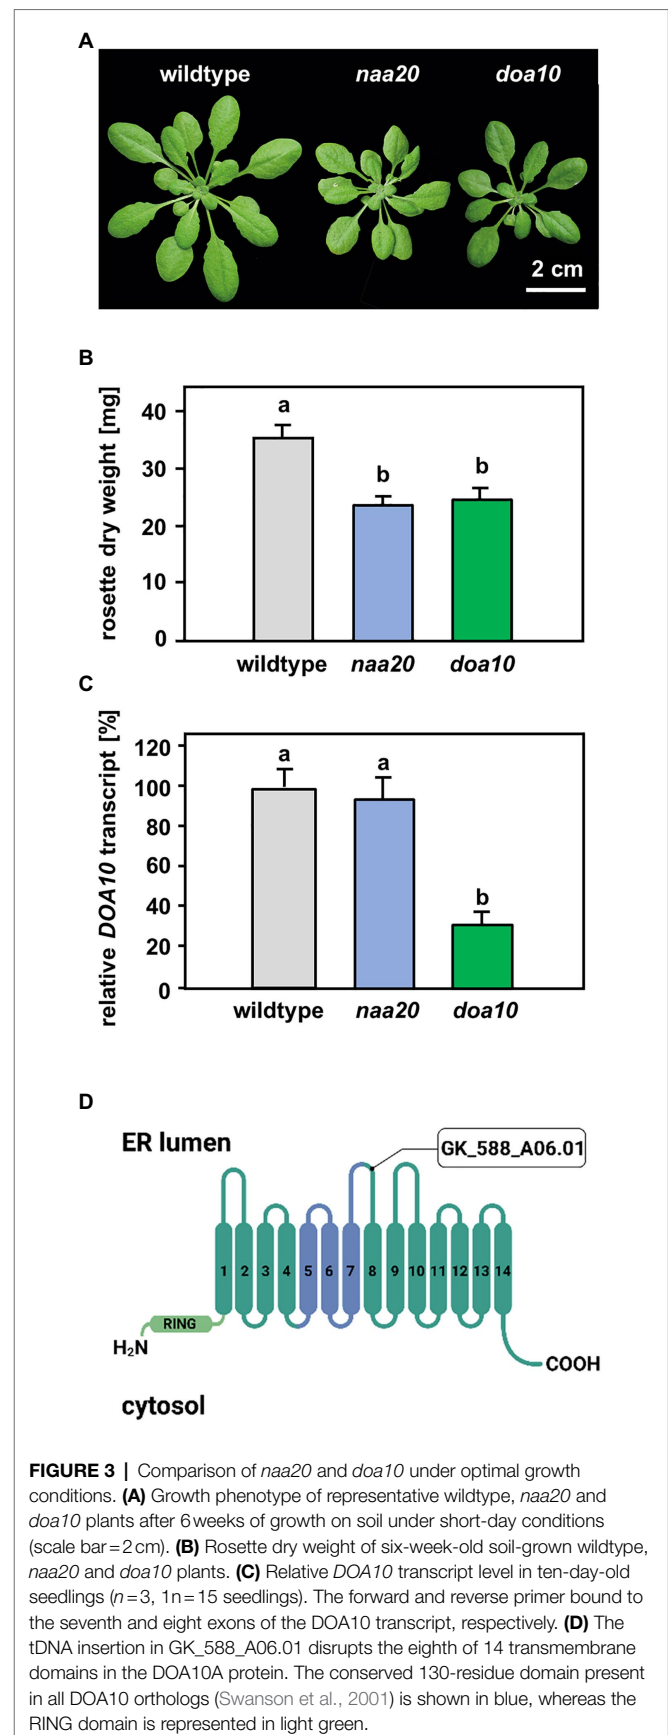 A
wildtype naa20 doa10
2 cm
B
rosette dry weight [mg]
40
30
20
10
0
a
b
b
wildtype naa20 doa10
C
relative DOA10 transcript [%]
120
100
80
60
40
20
0
a
a
b
wildtype naa20 doa10
D
ER lumen
GK_588_A06.01
1 2 3 4 5 6 7 8 9 10 11 12 13 14
RING
H₂N
COOH
cytosol
FIGURE 3 | Comparison of naa20 and doa10 under optimal growth
conditions. (A) Growth phenotype of representative wildtype, naa20 and
doa10 plants after 6 weeks of growth on soil under short-day conditions
(scale bar = 2 cm). (B) Rosette dry weight of six-week-old soil-grown wildtype,
naa20 and doa10 plants. (C) Relative DOA10 transcript level in ten-day-old
seedlings (n = 3, 1n = 15 seedlings). The forward and reverse primer bound to
the seventh and eight exons of the DOA10 transcript, respectively. (D) The
tDNA insertion in GK_588_A06.01 disrupts the eighth of 14 transmembrane
domains in the DOA10A protein. The conserved 130-residue domain present
in all DOA10 orthologs (Swanson et al., 2001) is shown in blue, whereas the
RING domain is represented in light green.